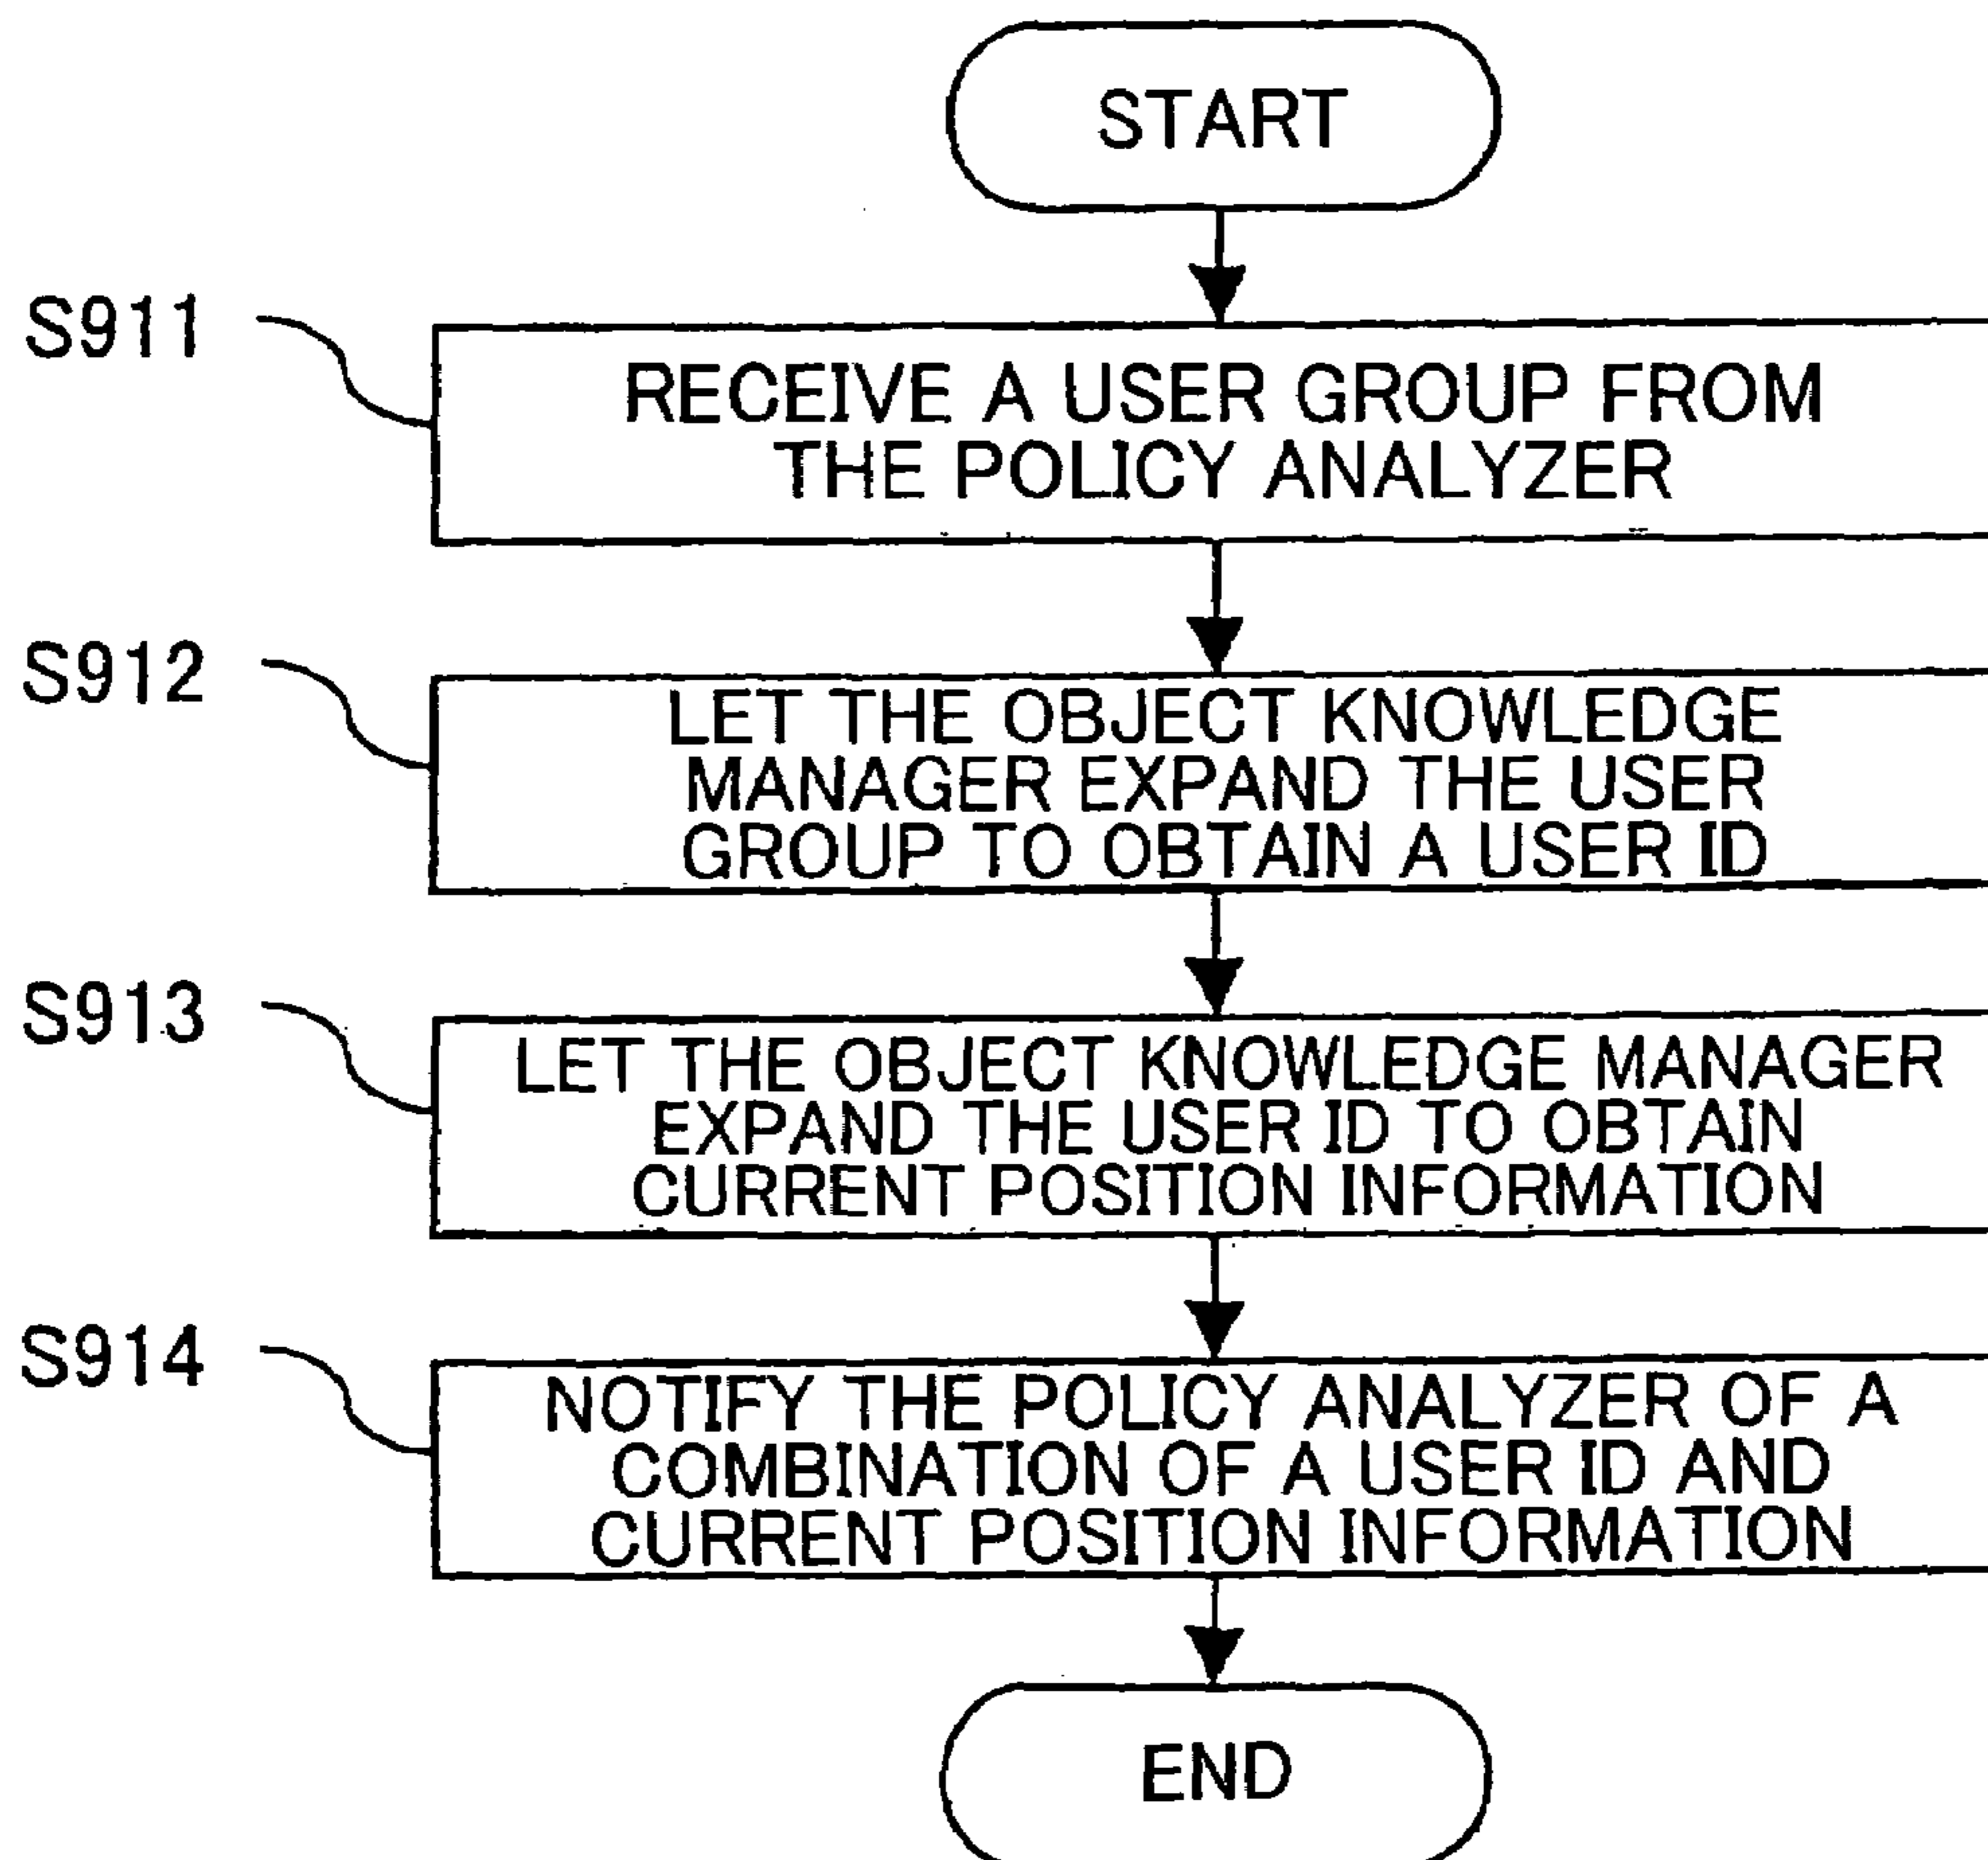 START
S911
RECEIVE A USER GROUP FROM
THE POLICY ANALYZER
S912
LET THE OBJECT KNOWLEDGE
MANAGER EXPAND THE USER
GROUP TO OBTAIN A USER ID
S913
LET THE OBJECT KNOWLEDGE MANAGER
EXPAND THE USER ID TO OBTAIN
CURRENT POSITION INFORMATION
S914
NOTIFY THE POLICY ANALYZER OF A
COMBINATION OF A USER ID AND
CURRENT POSITION INFORMATION
END